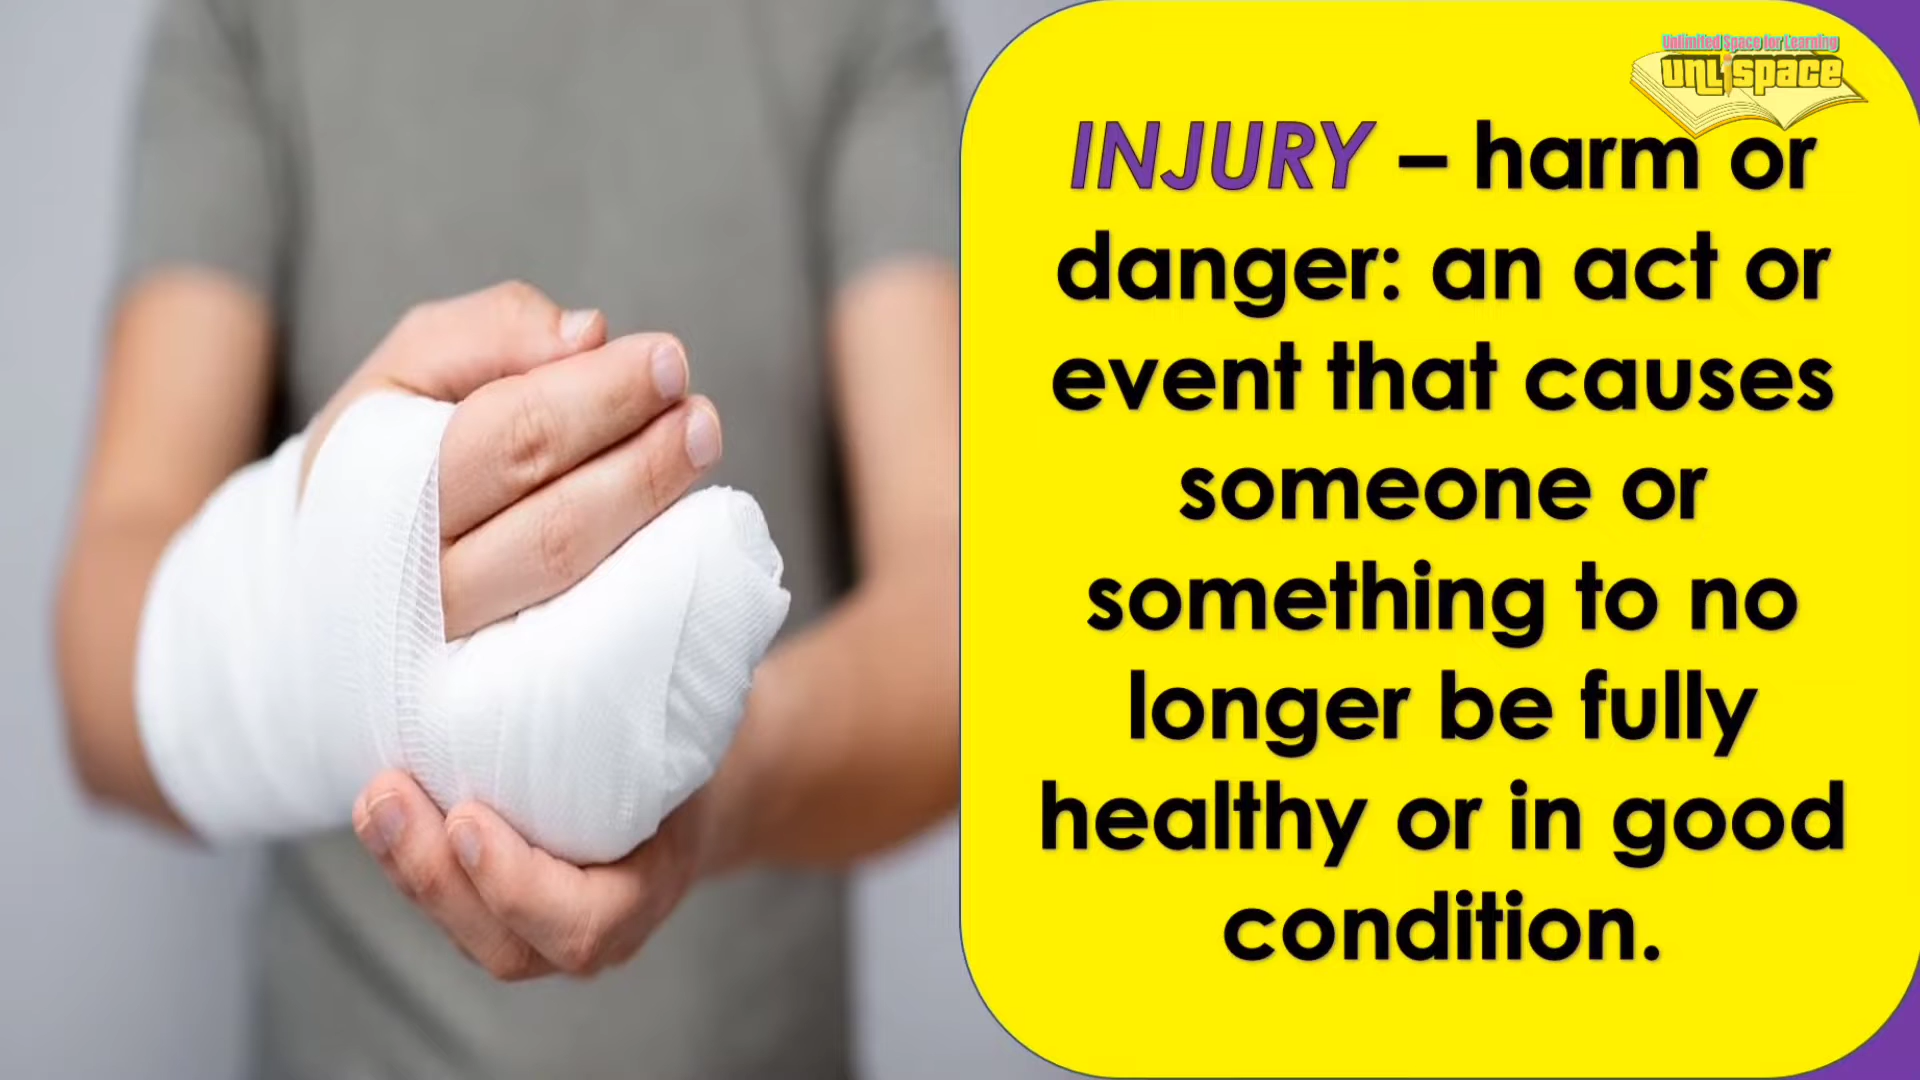 Unlimited Space for Learning
UNLISpace
INJURY – harm or
danger: an act or
event that causes
someone or
something to no
longer be fully
healthy or in good
condition.